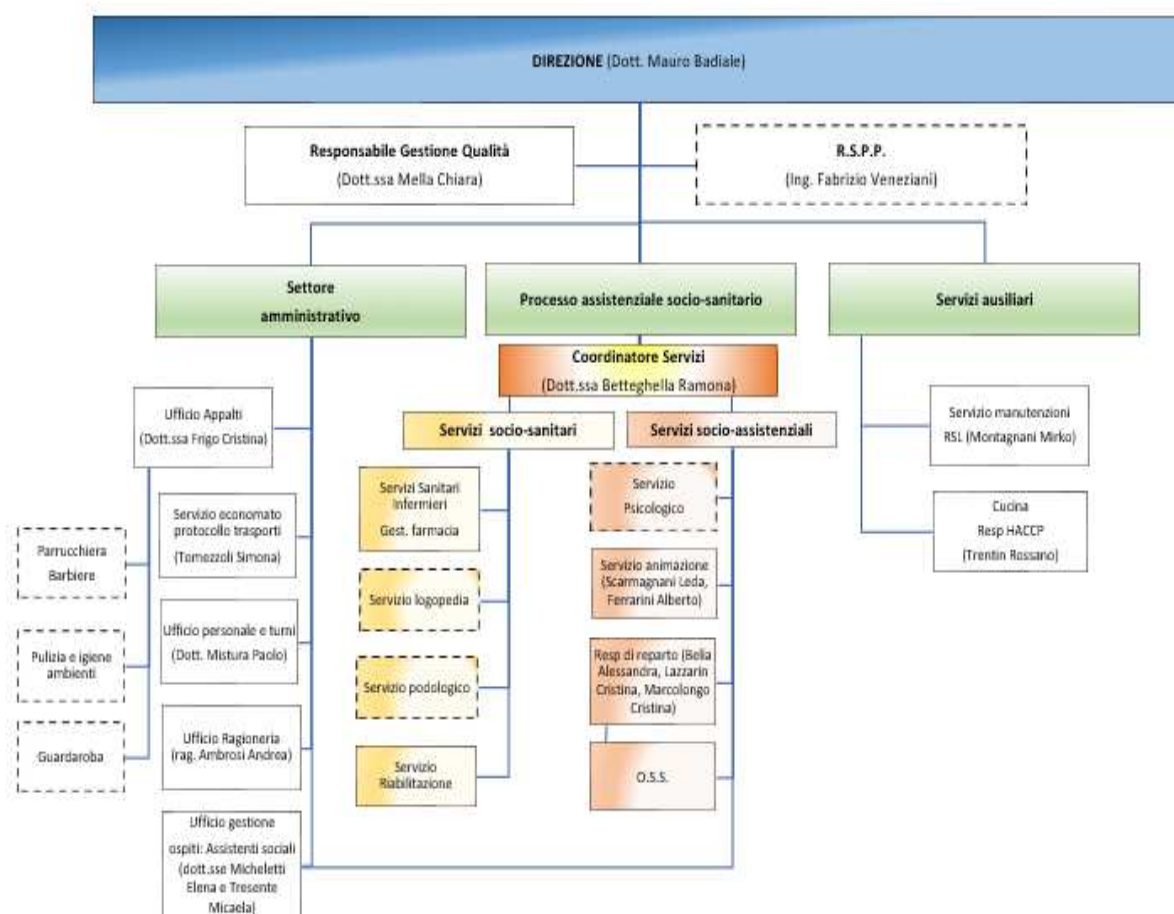 DIREZIONE (Dott. Mauro Badiale)
Responsabile Gestione Qualità
(Dott.ssa Mella Chiara)
R.S.P.P.
(Ing. Fabrizio Veneziani)
Settore
amministrativo
Processo assistenziale socio-sanitario
Servizi ausiliari
Coordinatore Servizi
(Dott.ssa Betteghella Ramona)
Ufficio Appalti
(Dott.ssa Frigo Cristina)
Servizio economato
protocollo trasporti
(Tomezzoli Simona)
Parrucchiera
Barbiere
Ufficio personale e turni
(Dott. Mistura Paolo)
Pulizia e igiene
ambienti
Guardaroba
Ufficio Ragioneria
(rag. Ambrosi Andrea)
Ufficio gestione
ospiti: Assistenti sociali
(dott.sse Micheletti
Elena e Tresente
Micaela)
Servizi socio-sanitari
Servizi Sanitari
Infermieri
Gest. farmacia
Servizio logopedia
Servizio podologico
Servizio
Riabilitazione
Servizi socio-assistenziali
Servizio
Psicologico
Servizio animazione
(Scarmagnani Leda,
Ferrarini Alberto)
Resp di reparto (Bella
Alessandra, Lazzarin
Cristina, Marcolongo
Cristina)
O.S.S.
Servizio manutenzioni
RSL (Montagnani Mirko)
Cucina
Resp HACCP
(Trentin Rossano)